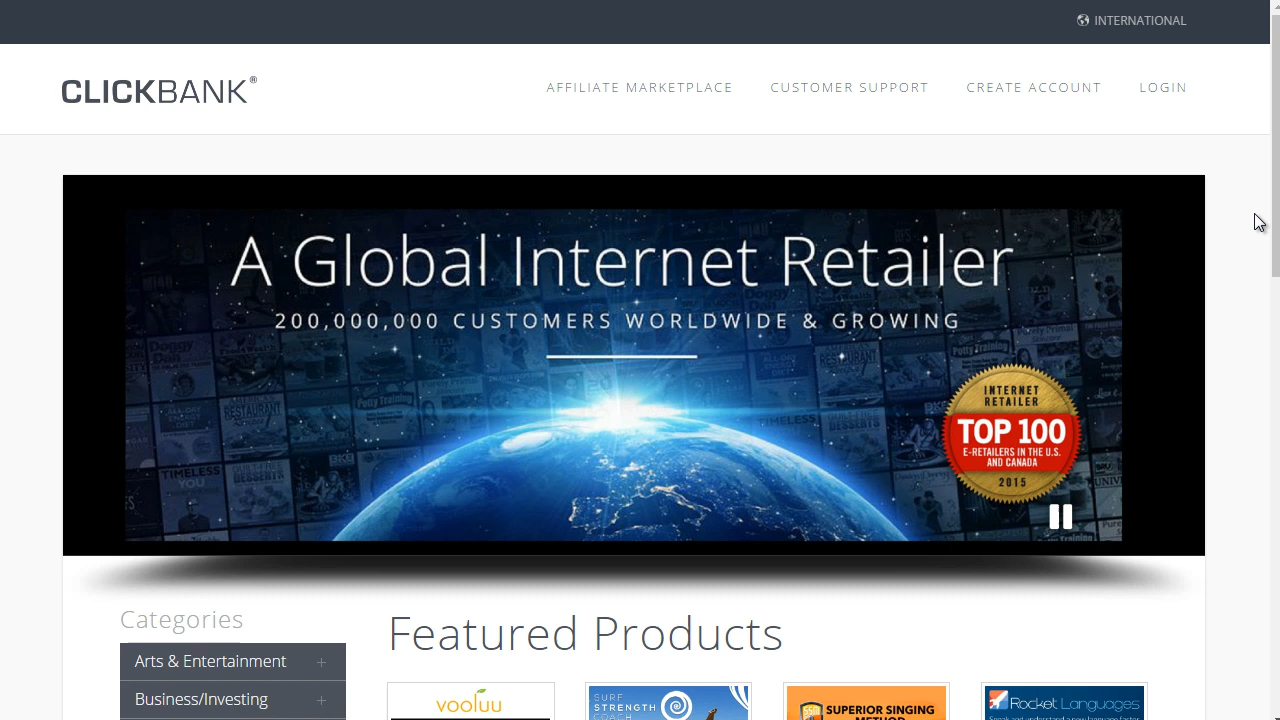 INTERNATIONAL
CLICKBANK®
AFFILIATE MARKETPLACE CUSTOMER SUPPORT CREATE ACCOUNT LOGIN
A Global Internet Retailer
200,000,000 CUSTOMERS WORLDWIDE & GROWING
INTERNET
RETAILER
TOP 100
E-RETAILERS IN THE U.S.
AND CANADA
2015
Categories
Arts & Entertainment +
Business/Investing +
Featured Products
vooluu
SURF
STRENGTH
COACH
SUPERIOR SINGING
METHOD
Rocket Languages